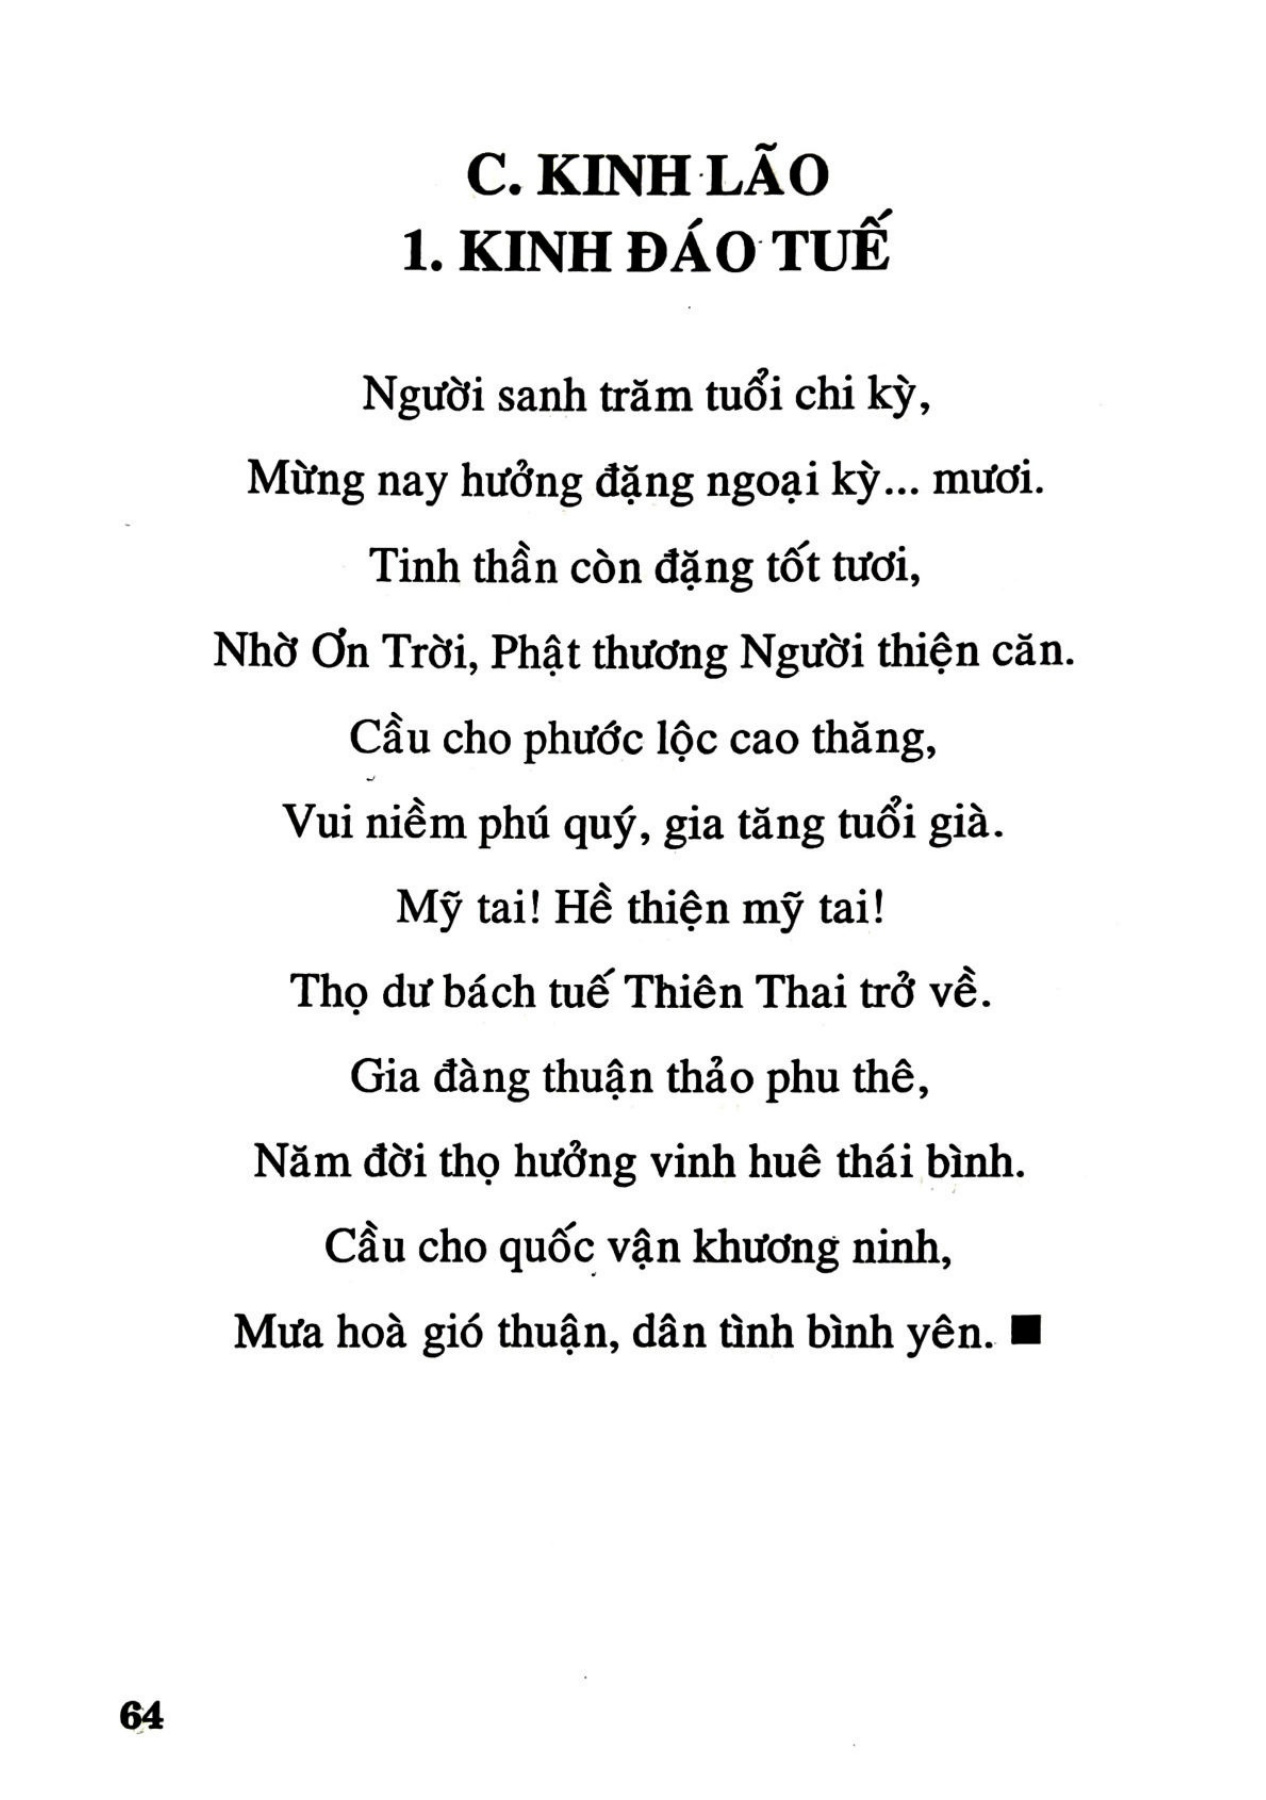 C. KINH LÃO
1. KINH ĐÁO TUẾ
Người sanh trăm tuổi chi kỳ,
Mừng nay hưởng đặng ngoại kỳ... mươi.
Tinh thần còn đặng tốt tươi,
Nhờ Ơn Trời, Phật thương Người thiện căn.
Cầu cho phước lộc cao thăng,
Vui niềm phú quý, gia tăng tuổi già.
Mỹ tai! Hề thiện mỹ tai!
Thọ dư bách tuế Thiên Thai trở về.
Gia đàng thuận thảo phu thê,
Năm đời thọ hưởng vinh huê thái bình.
Cầu cho quốc vận khương ninh,
Mưa hoà gió thuận, dân tình bình yên. ■
64